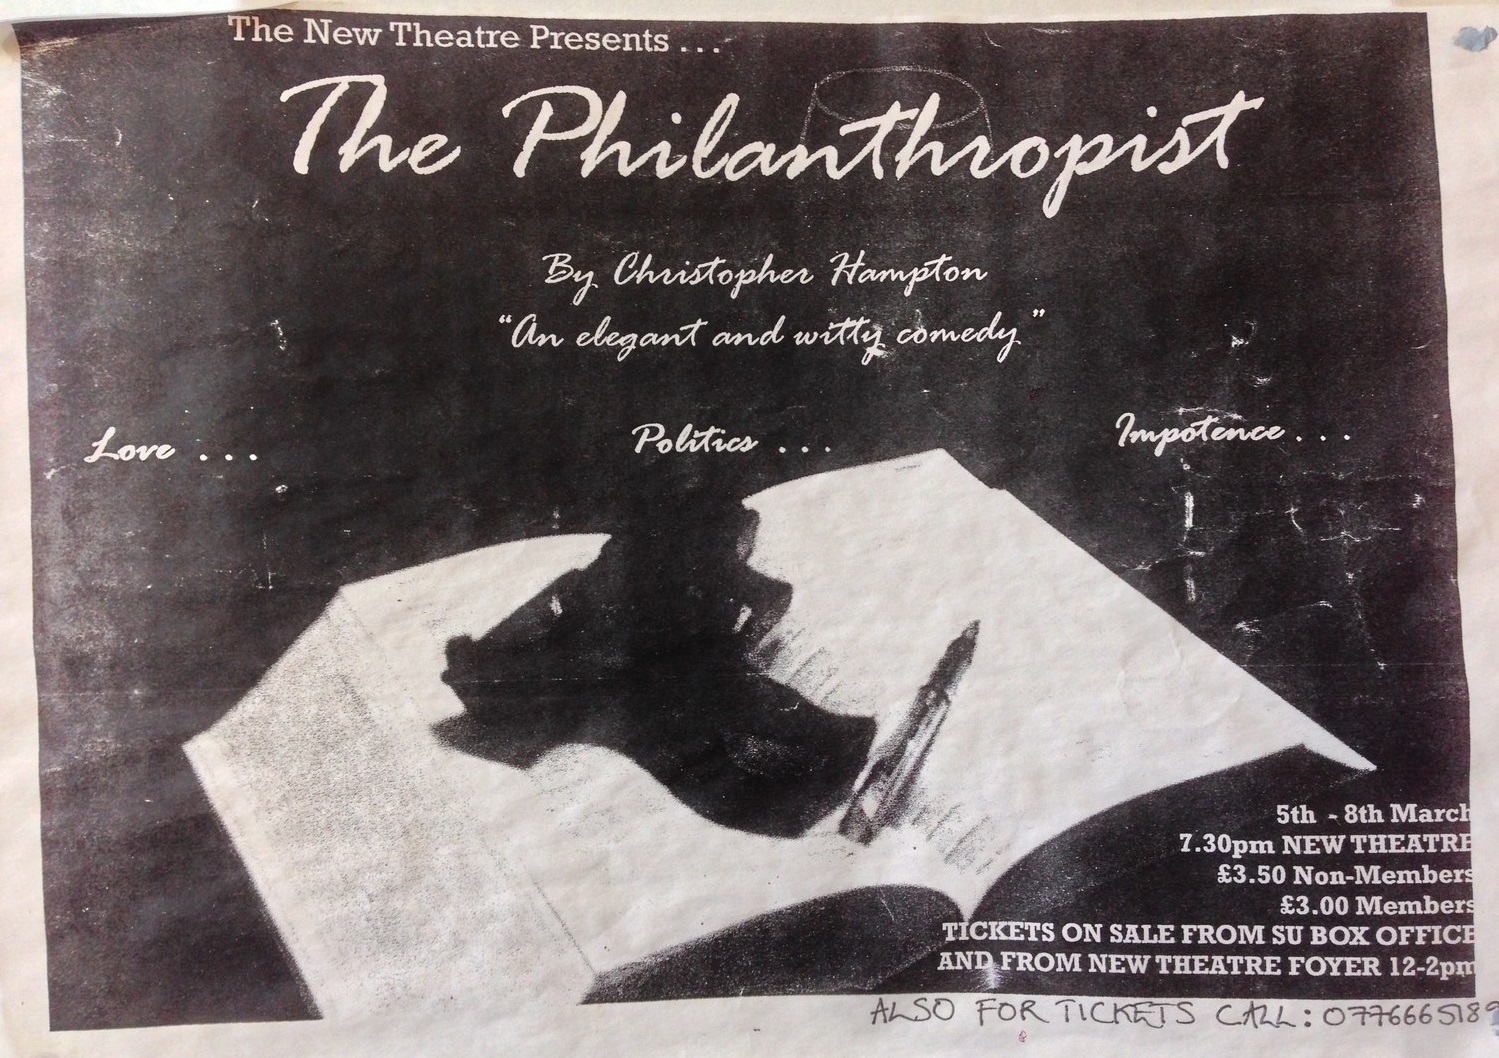 The New Theatre Presents . . .
The Philanthropist
By Christopher Hampton
“An elegant and witty comedy”
Love . . . Politics . . . Impotence . . .
5th - 8th March
7.30pm NEW THEATRE
£3.50 Non-Members
£3.00 Members
TICKETS ON SALE FROM SU BOX OFFICE
AND FROM NEW THEATRE FOYER 12-2pm
ALSO FOR TICKETS CALL: 0776665189